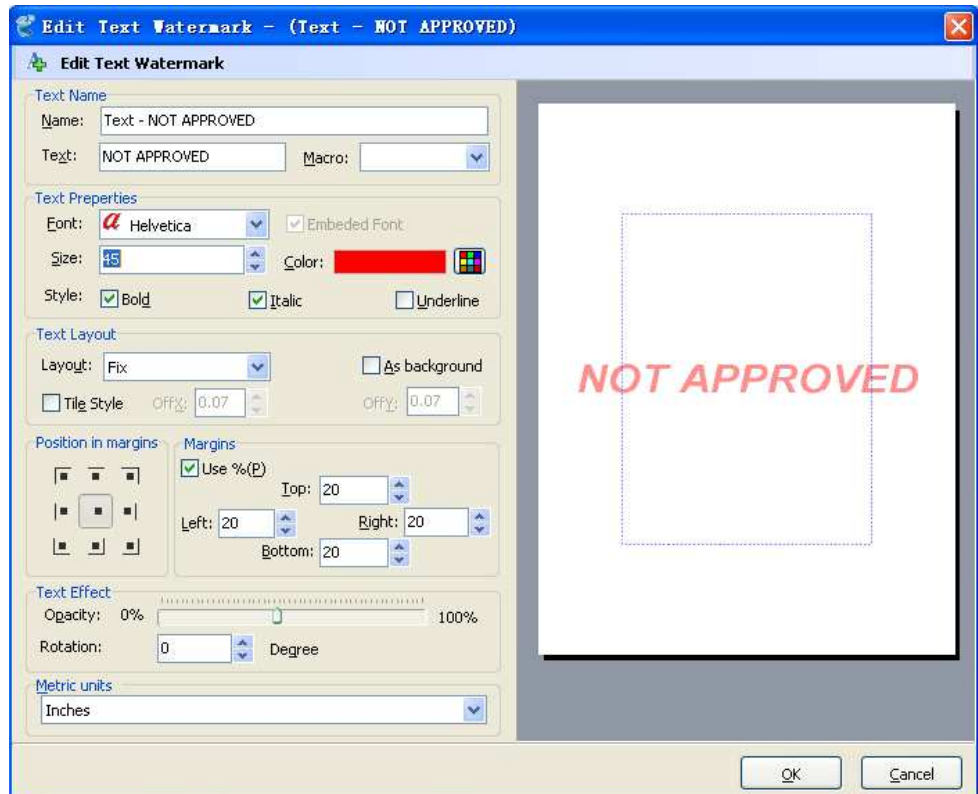 Edit Text Watermark - (Text - NOT APPROVED)
Edit Text Watermark
Text Name
Name: Text - NOT APPROVED
Text: NOT APPROVED Macro:
Text Preperties
Font: a Helvetica Embeded Font
Size: 45 Color:
Style: Bold Italic Underline
Text Layout
Layout: Fix As background
Tile Style OffX: 0.07 OffY: 0.07
Position in margins Margins
Use %(P)
Top: 20
Left: 20 Right: 20
Bottom: 20
Text Effect
Opacity: 0% 100%
Rotation: 0 Degree
Metric units
Inches
NOT APPROVED
OK Cancel